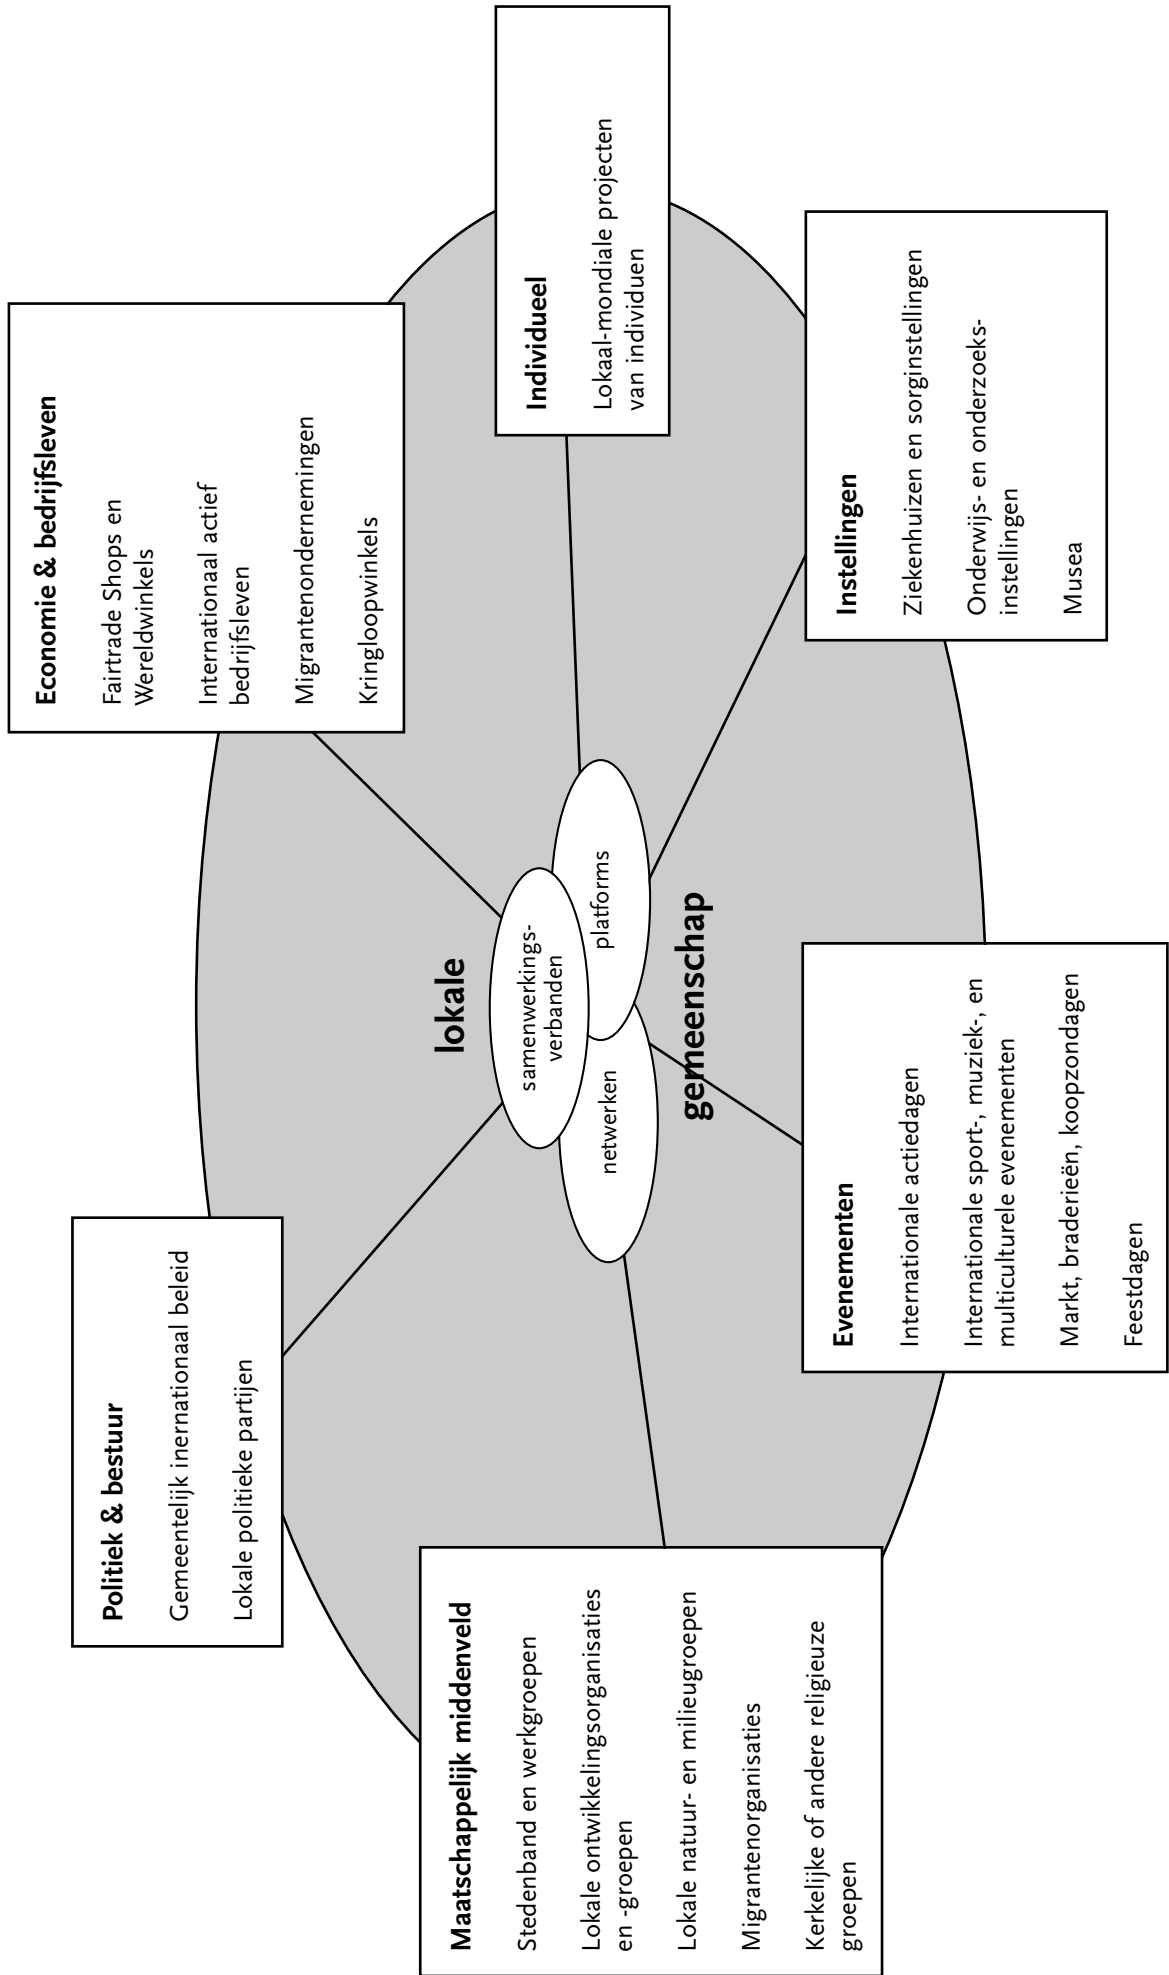 Politiek & bestuur
Gemeentelijk inernationaal beleid
Lokale politieke partijen
Economie & bedrijfsleven
Fairtrade Shops en
Wereldwinkels
Internationaal actief
bedrijfsleven
Migrantenondernemingen
Kringloopwinkels
Maatschappelijk middenveld
Stedenband en werkgroepen
Lokale ontwikkelingsorganisaties
en -groepen
Lokale natuur- en milieugroepen
Migrantenorganisaties
Kerkelijke of andere religieuze
groepen
lokale
samenwerkings-
verbanden
netwerken
platforms
gemeenschap
Individueel
Lokaal-mondiale projecten
van individuen
Evenementen
Internationale actiedagen
Internationale sport-, muziek-, en
multiculturele evenementen
Markt, braderieën, koopzondagen
Feestdagen
Instellingen
Ziekenhuizen en sorginstellingen
Onderwijs- en onderzoeks-
instellingen
Musea